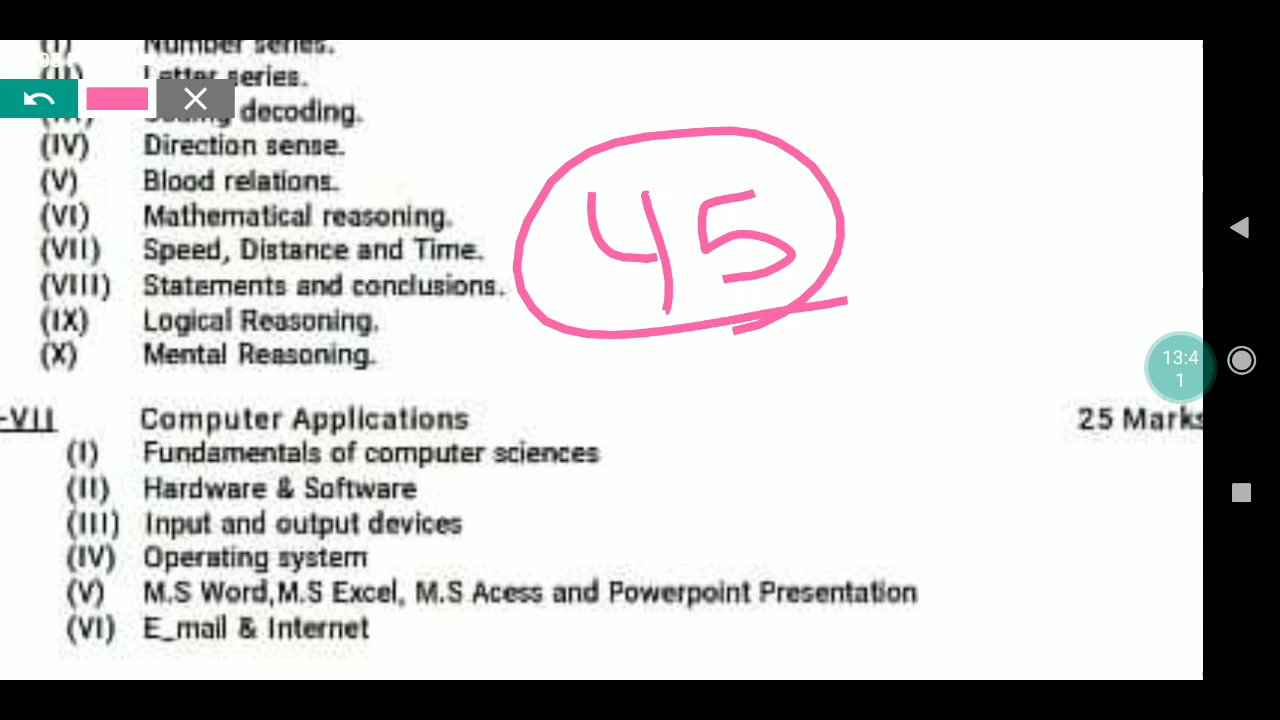 (I) Number series.
(II) Letter series.
(III) decoding.
(IV) Direction sense.
(V) Blood relations.
(VI) Mathematical reasoning.
(VII) Speed, Distance and Time.
(VIII) Statements and conclusions.
(IX) Logical Reasoning.
(X) Mental Reasoning.
45
13:41
-VII Computer Applications 25 Marks
(I) Fundamentals of computer sciences
(II) Hardware & Software
(III) Input and output devices
(IV) Operating system
(V) M.S Word,M.S Excel, M.S Acess and Powerpoint Presentation
(VI) E_mail & Internet